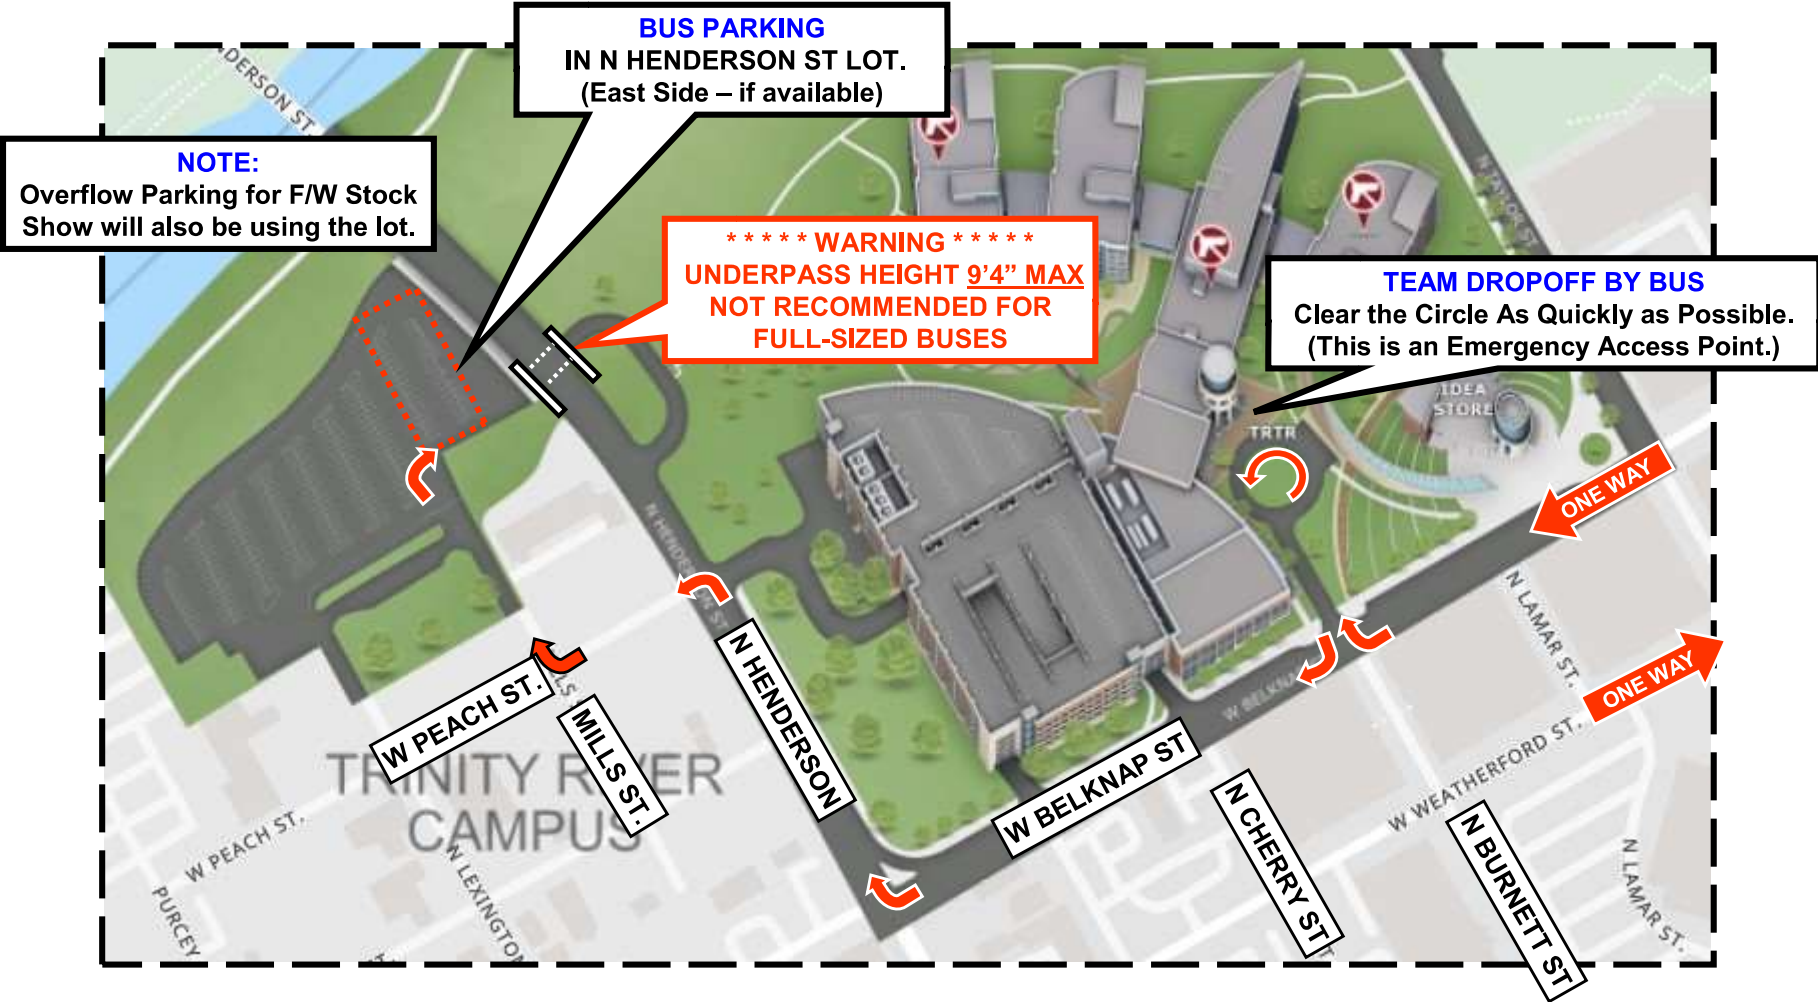 BUS PARKING
IN N HENDERSON ST LOT.
(East Side – if available)
NDERSON ST.
NOTE:
Overflow Parking for F/W Stock
Show will also be using the lot.
* * * * * WARNING * * * * *
UNDERPASS HEIGHT 9'4" MAX
NOT RECOMMENDED FOR
FULL-SIZED BUSES
N TAYLOR ST.
TEAM DROPOFF BY BUS
Clear the Circle As Quickly as Possible.
(This is an Emergency Access Point.)
IDEA
STORE
TRTR
ONE WAY
N HENDERSON ST.
N LAMAR ST.
ONE WAY
W PEACH ST.
MILLS ST.
N HENDERSON
W BELKNAP
W BELKNAP ST
W WEATHERFORD ST.
TRINITY RIVER
CAMPUS
W PEACH ST.
PURCEY
N LEXINGTON
N CHERRY ST
N BURNETT ST
N LAMAR ST.